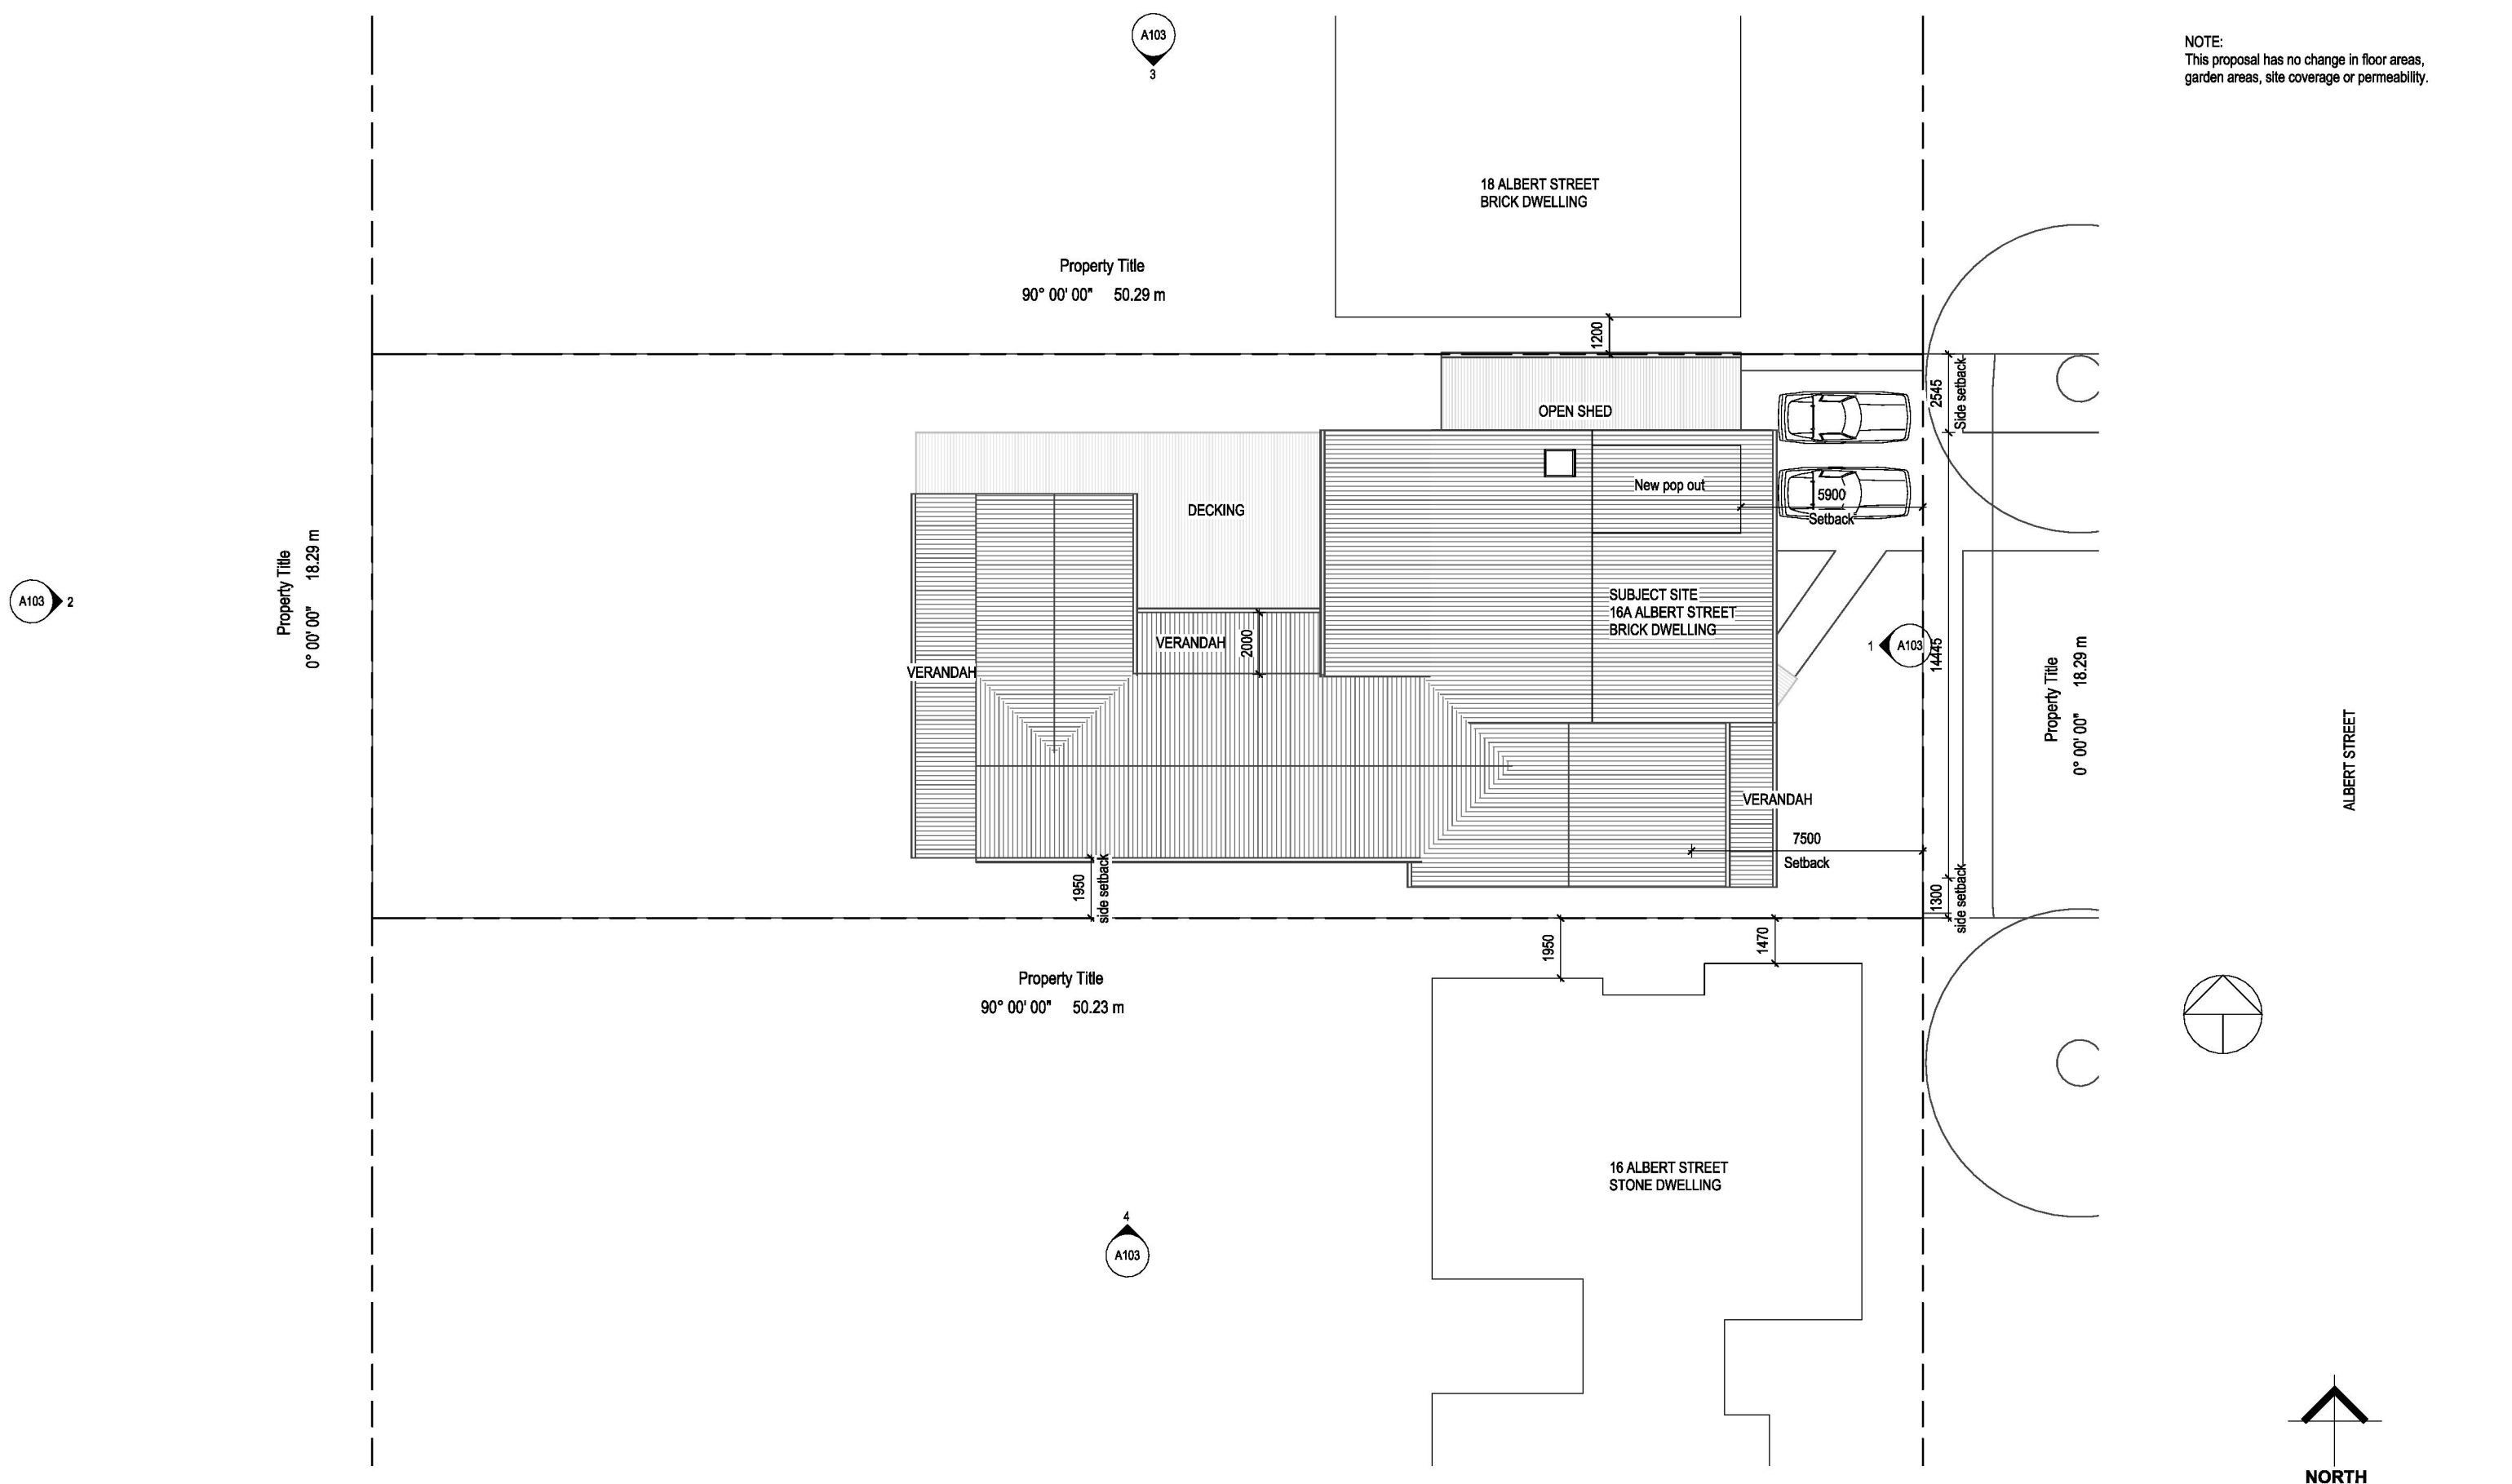 A103
3
NOTE:
This proposal has no change in floor areas,
garden areas, site coverage or permeability.
18 ALBERT STREET
BRICK DWELLING
Property Title
90° 00' 00" 50.29 m
1200
2545
Side setback
OPEN SHED
New pop out
5900
Setback
DECKING
Property Title
0° 00' 00" 18.29 m
A103
2
SUBJECT SITE
16A ALBERT STREET
BRICK DWELLING
VERANDAH
2000
VERANDAH
1
A103
14445
Property Title
0° 00' 00" 18.29 m
ALBERT STREET
VERANDAH
7500
Setback
1950
side setback
1300
side setback
1950
1470
Property Title
90° 00' 00" 50.23 m
16 ALBERT STREET
STONE DWELLING
4
A103
NORTH